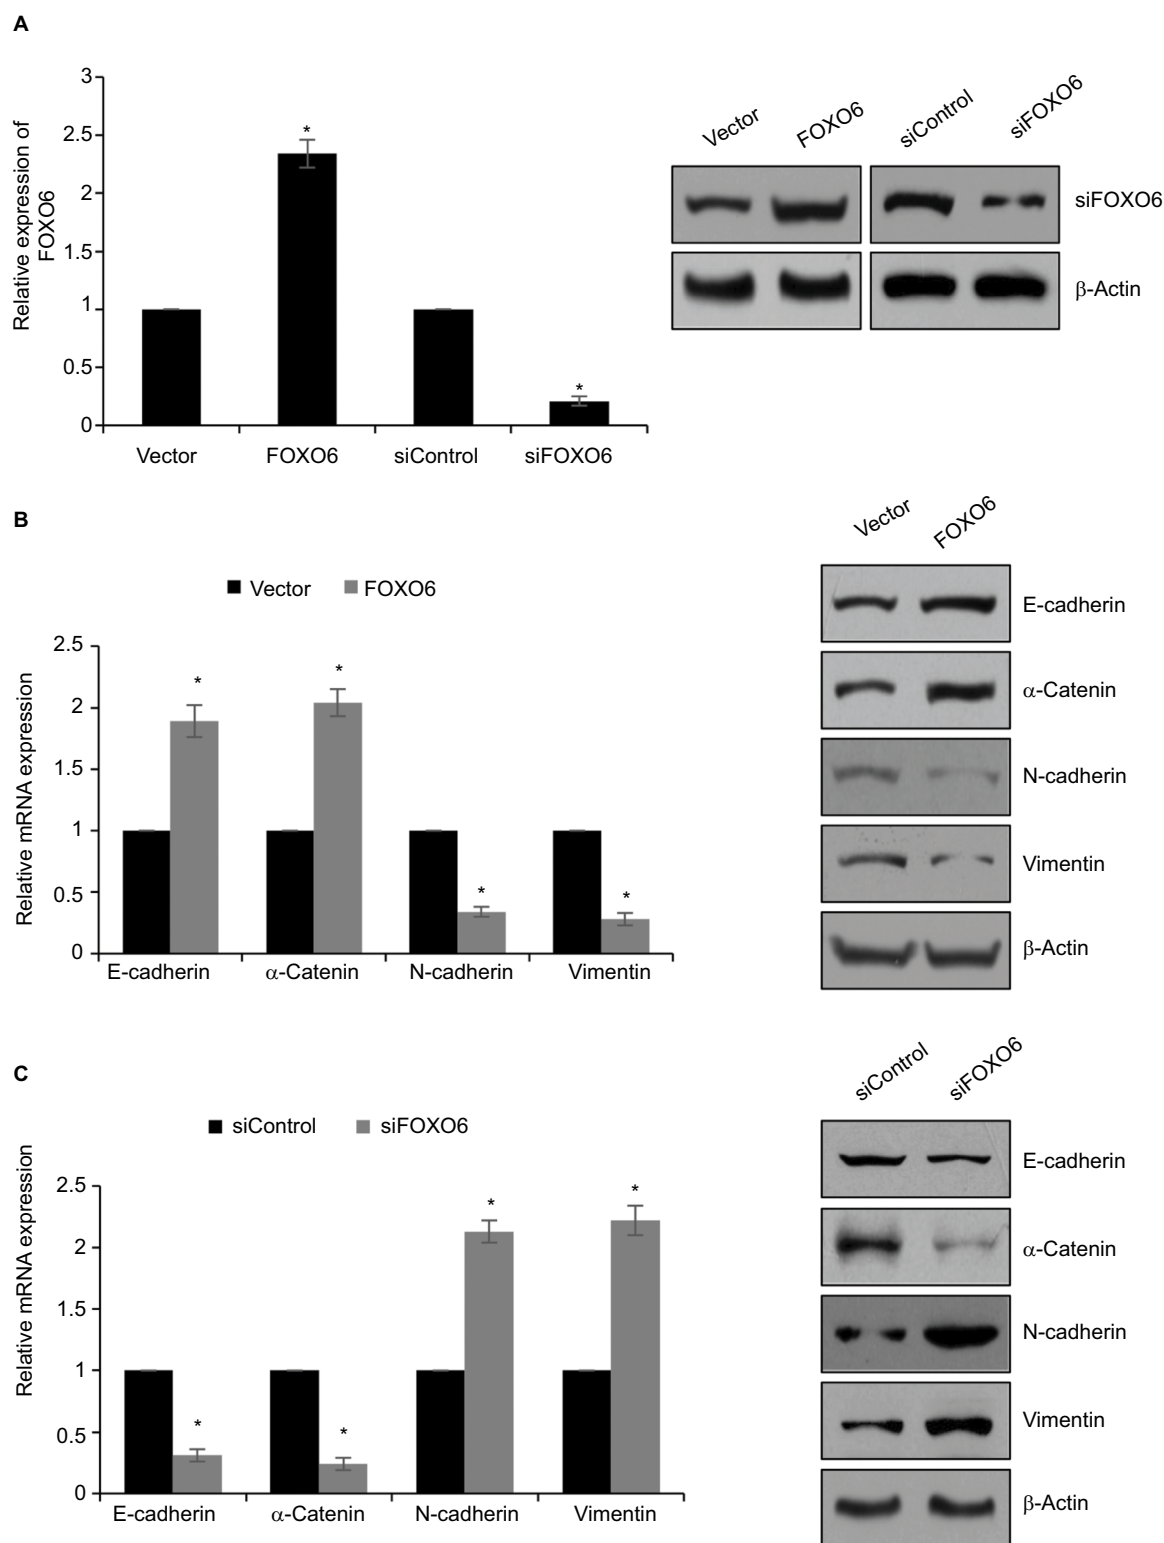 A
Relative expression of
FOXO6
3
2.5
2
1.5
1
0.5
0
*
*
Vector
FOXO6
siControl
siFOXO6
Vector
FOXO6
siControl
siFOXO6
siFOXO6
β-Actin
B
Vector
FOXO6
Relative mRNA expression
2.5
2
1.5
1
0.5
0
*
*
*
*
E-cadherin
α-Catenin
N-cadherin
Vimentin
Vector
FOXO6
E-cadherin
α-Catenin
N-cadherin
Vimentin
β-Actin
C
siControl
siFOXO6
Relative mRNA expression
2.5
2
1.5
1
0.5
0
*
*
*
*
E-cadherin
α-Catenin
N-cadherin
Vimentin
siControl
siFOXO6
E-cadherin
α-Catenin
N-cadherin
Vimentin
β-Actin